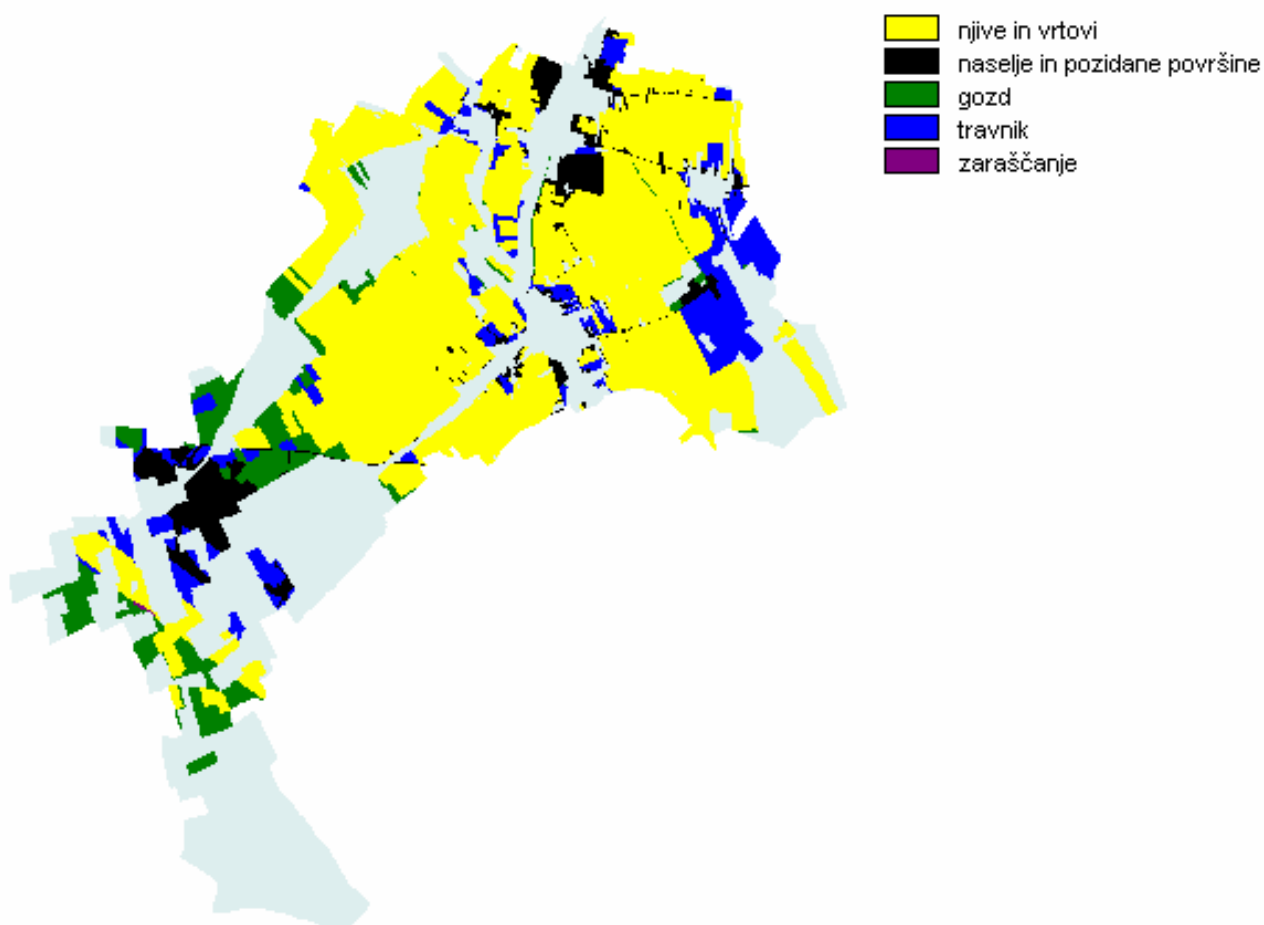 njive in vrtovi
naselje in pozidane površine
gozd
travnik
zaraščanje